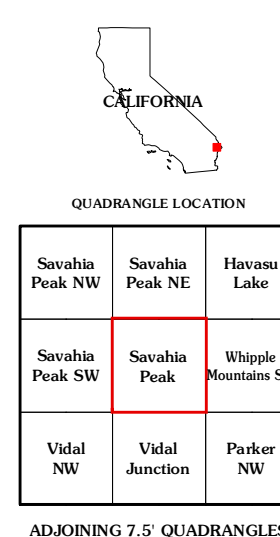 CALIFORNIA
QUADRANGLE LOCATION
Savahia
Peak NW
Savahia
Peak NE
Havasu
Lake
Savahia
Peak SW
Savahia
Peak
Whipple
Mountains S
Vidal
NW
Vidal
Junction
Parker
NW
ADJOINING 7.5' QUADRANGLES